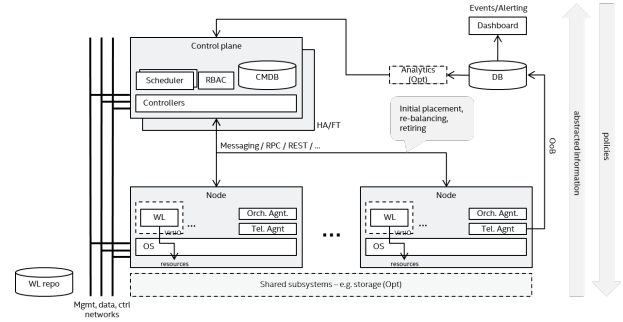 Events/Alerting
Dashboard
Control plane
Scheduler
RBAC
CMDB
Controllers
Analytics
(Opt)
DB
HA/FT
Initial placement,
re-balancing,
retiring
Messaging / RPC / REST / ...
OoB
abstracted information
policies
Node
WL
VirtIO
...
Orch. Agnt.
Tel. Agnt
OS
resources
...
Node
WL
VirtIO
...
Orch. Agnt.
Tel. Agnt
OS
resources
Shared subsystems – e.g. storage (Opt)
WL repo
Mgmt, data, ctrl
networks